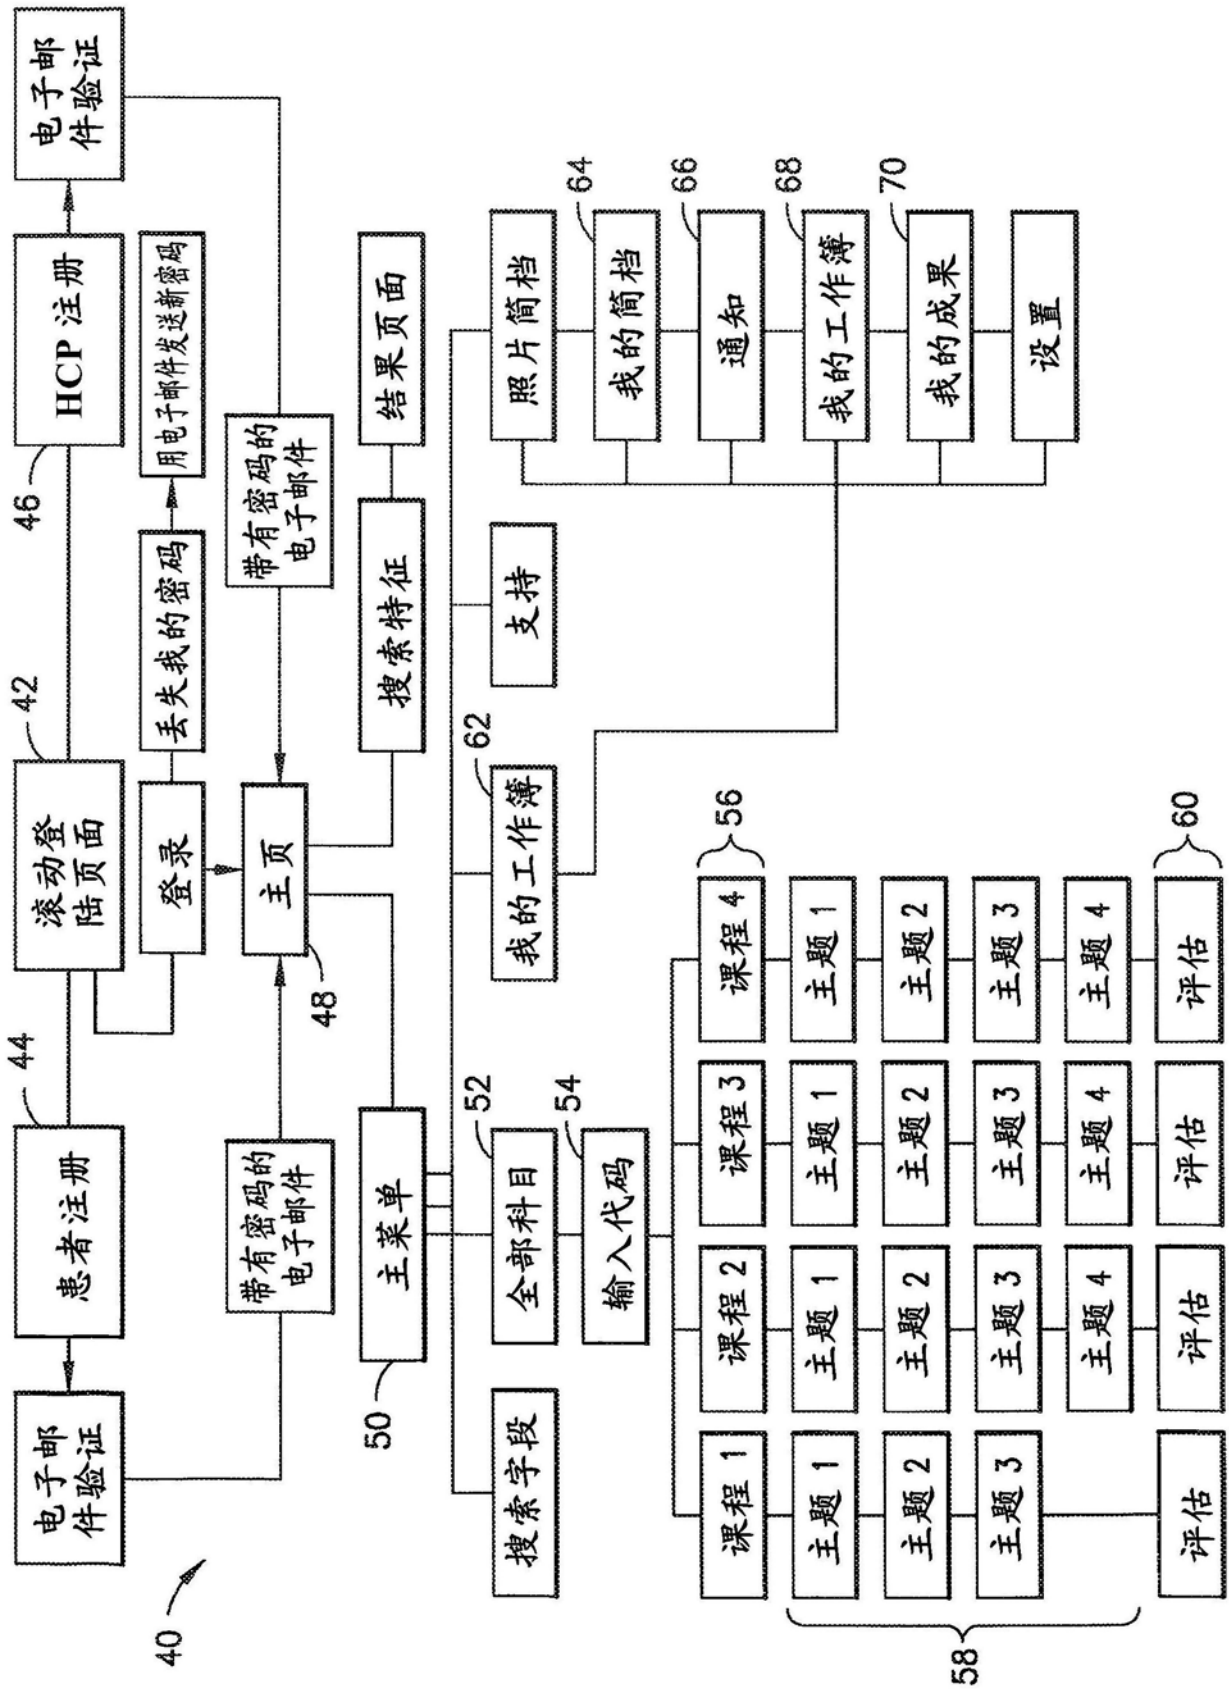 40
电子邮
件验证
44
患者注册
42
滚动登
陆页面
46
HCP 注册
电子邮
件验证
登录
丢失我的密码
用电子邮件发送新密码
带有密码的
电子邮件
48
主页
带有密码的
电子邮件
50
主菜单
搜索特征
结果页面
搜索字段
52
全部科目
62
我的工作簿
支持
照片简档
54
输入代码
64
我的简档
66
通知
68
我的工作簿
70
我的成果
设置
课程 1
课程 2
课程 3
课程 4
56
58
主题 1
主题 1
主题 1
主题 1
主题 2
主题 2
主题 2
主题 2
主题 3
主题 3
主题 3
主题 3
主题 4
主题 4
主题 4
评估
评估
评估
评估
60